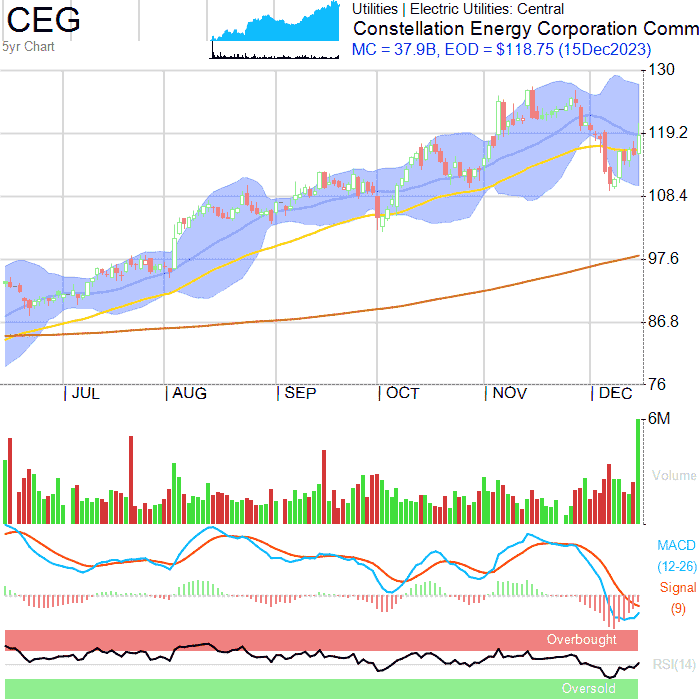 CEG
5yr Chart
Utilities | Electric Utilities: Central
Constellation Energy Corporation Comm
MC = 37.9B, EOD = $118.75 (15Dec2023)
130
119.2
108.4
97.6
86.8
76
JUL
AUG
SEP
OCT
NOV
DEC
6M
Volume
MACD
(12-26)
Signal
(9)
Overbought
RSI(14)
Oversold